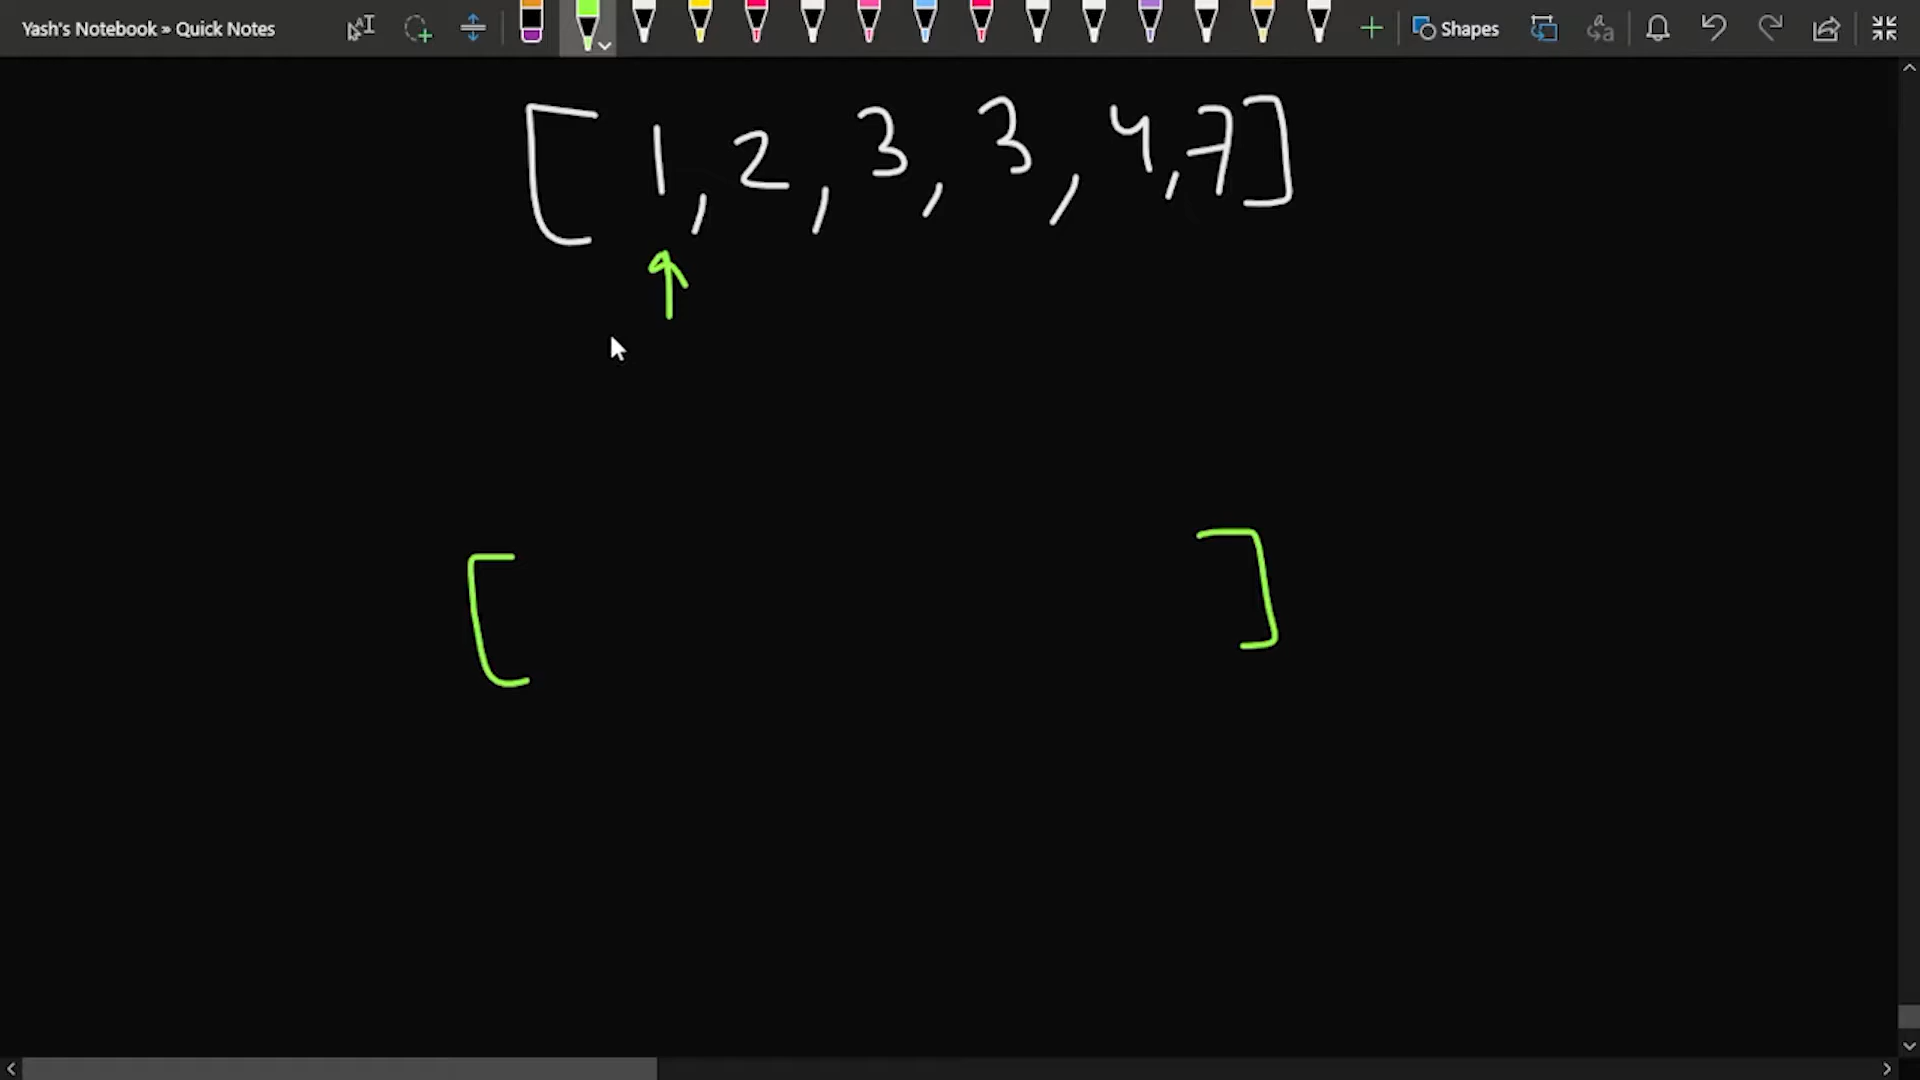 Yash's Notebook » Quick Notes Shapes
[ 1, 2, 3, 3, 4, 7 ]
[ ]